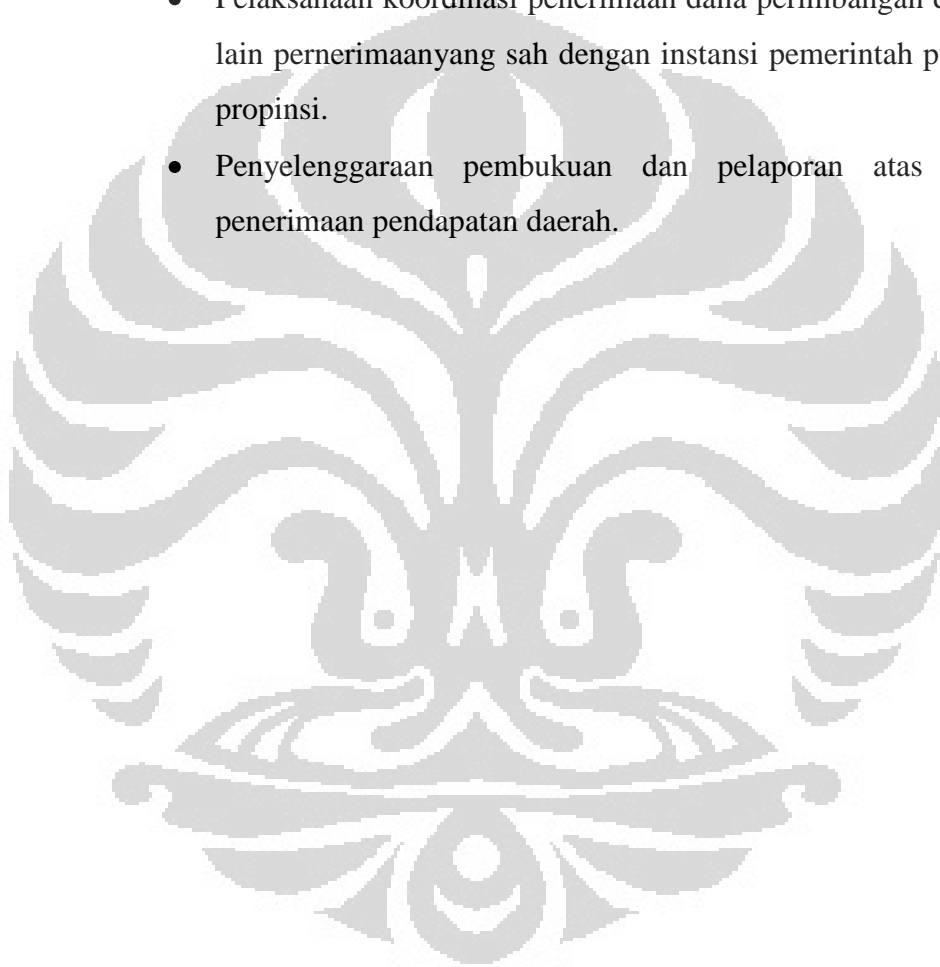 Pelaksanaan koordinasi penerimaan dana perimbangan
lain pernerimaanyang sah dengan instansi pemerintah
propinsi.
Penyelenggaraan pembukuan dan pelaporan atas
penerimaan pendapatan daerah.